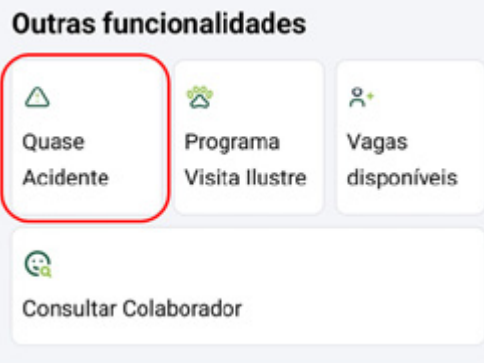 Outras funcionalidades
Quase
Acidente
Programa
Visita Ilustre
Vagas
disponíveis
Consultar Colaborador